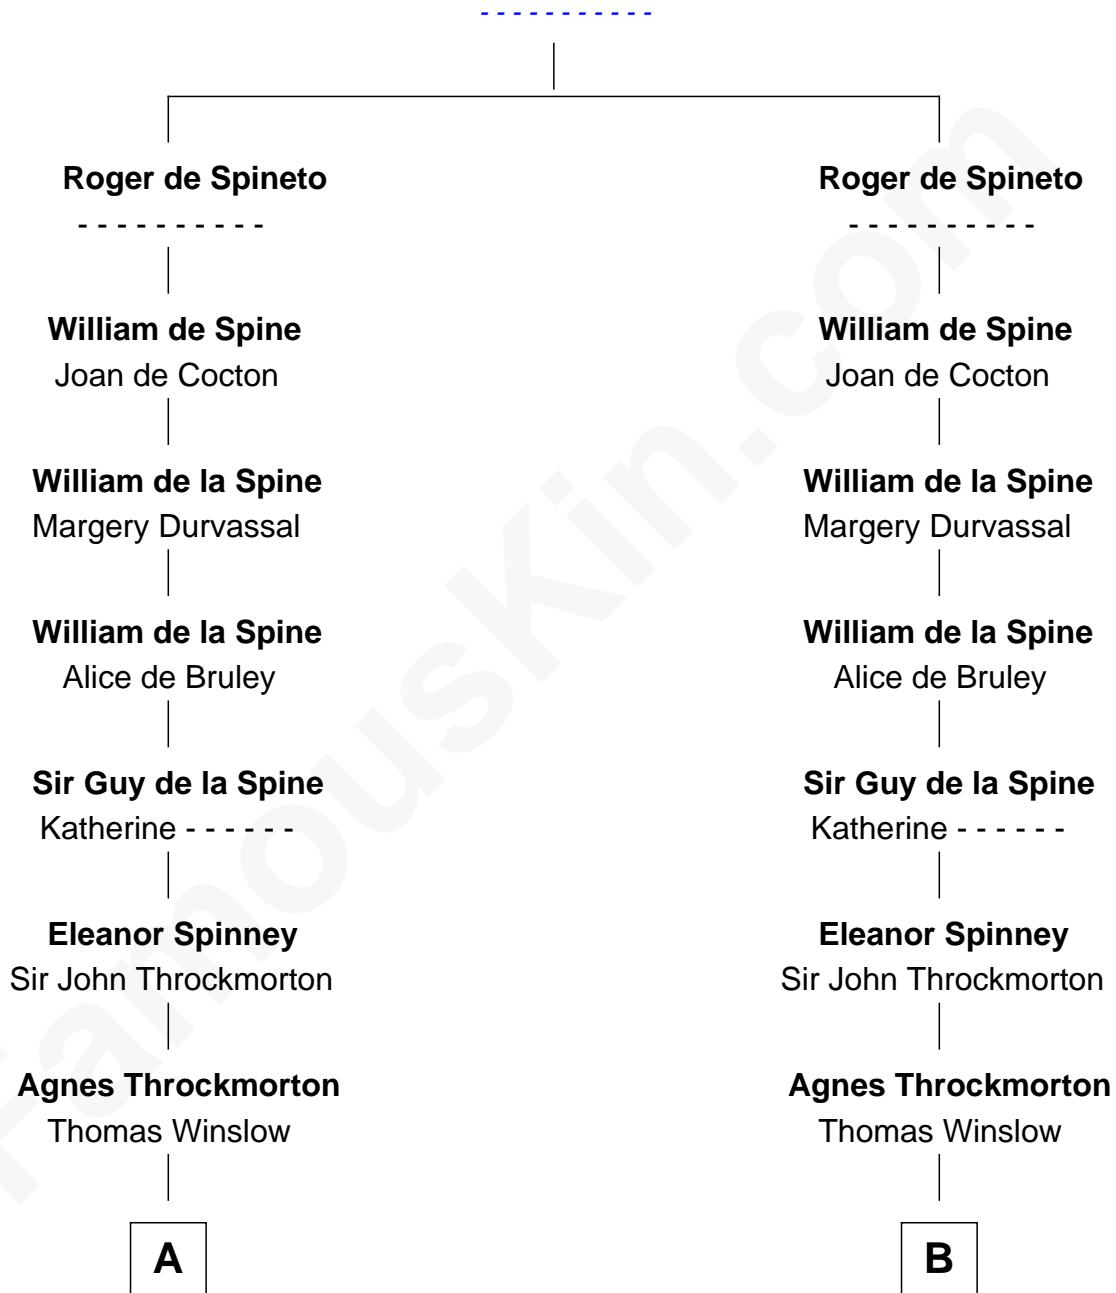 - - - - - - - - - - -
Roger de Spineto Roger de Spineto
- - - - - - - - - - - - - - - - - - - -
William de Spine William de Spine
Joan de Cocton Joan de Cocton
William de la Spine William de la Spine
Margery Durvassal Margery Durvassal
William de la Spine William de la Spine
Alice de Bruley Alice de Bruley
Sir Guy de la Spine Sir Guy de la Spine
Katherine - - - - - - Katherine - - - - - -
Eleanor Spinney Eleanor Spinney
Sir John Throckmorton Sir John Throckmorton
Agnes Throckmorton Agnes Throckmorton
Thomas Winslow Thomas Winslow
A B
FamousKin.com